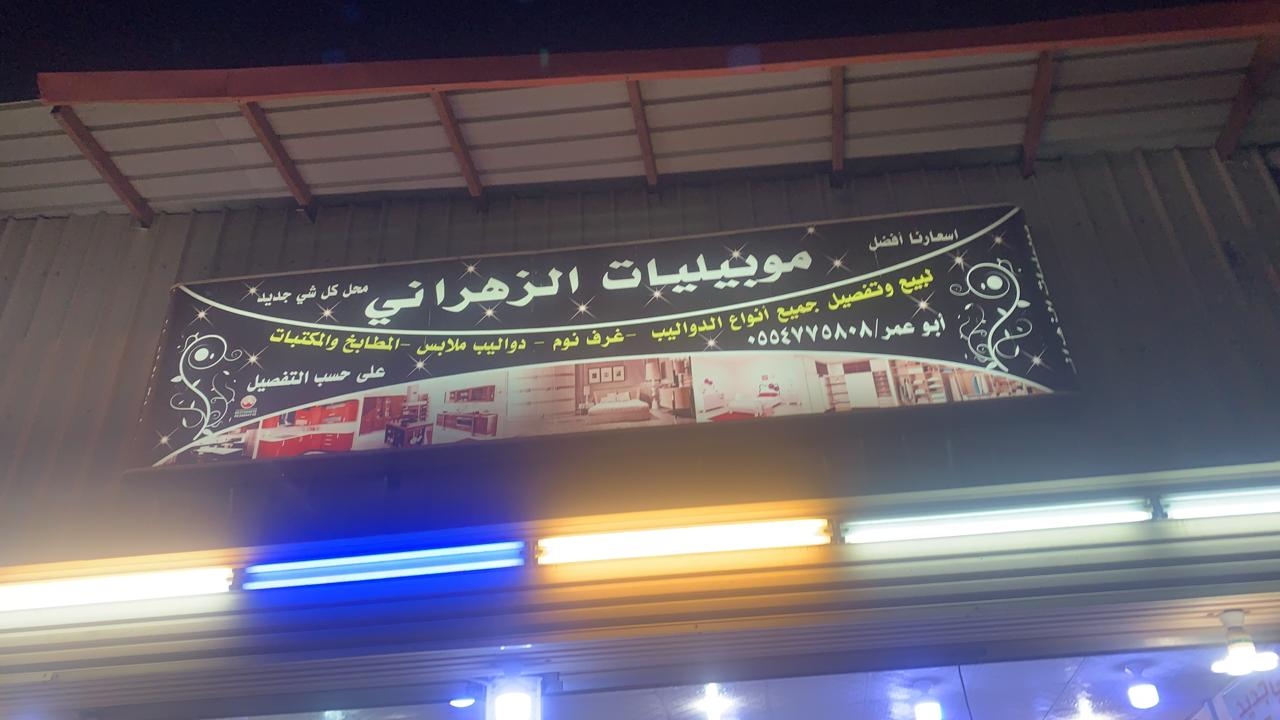 اسعارنا أفضل
موبيليات الزهراني
محل كل شي جديد
لبيع وتفصيل جميع أنواع الدواليب -غرف نوم - دواليب ملابس -المطابخ والمكتبات
أبو عمر/٠٥٥٤٧٧٥٨٠٨
على حسب التفصيل